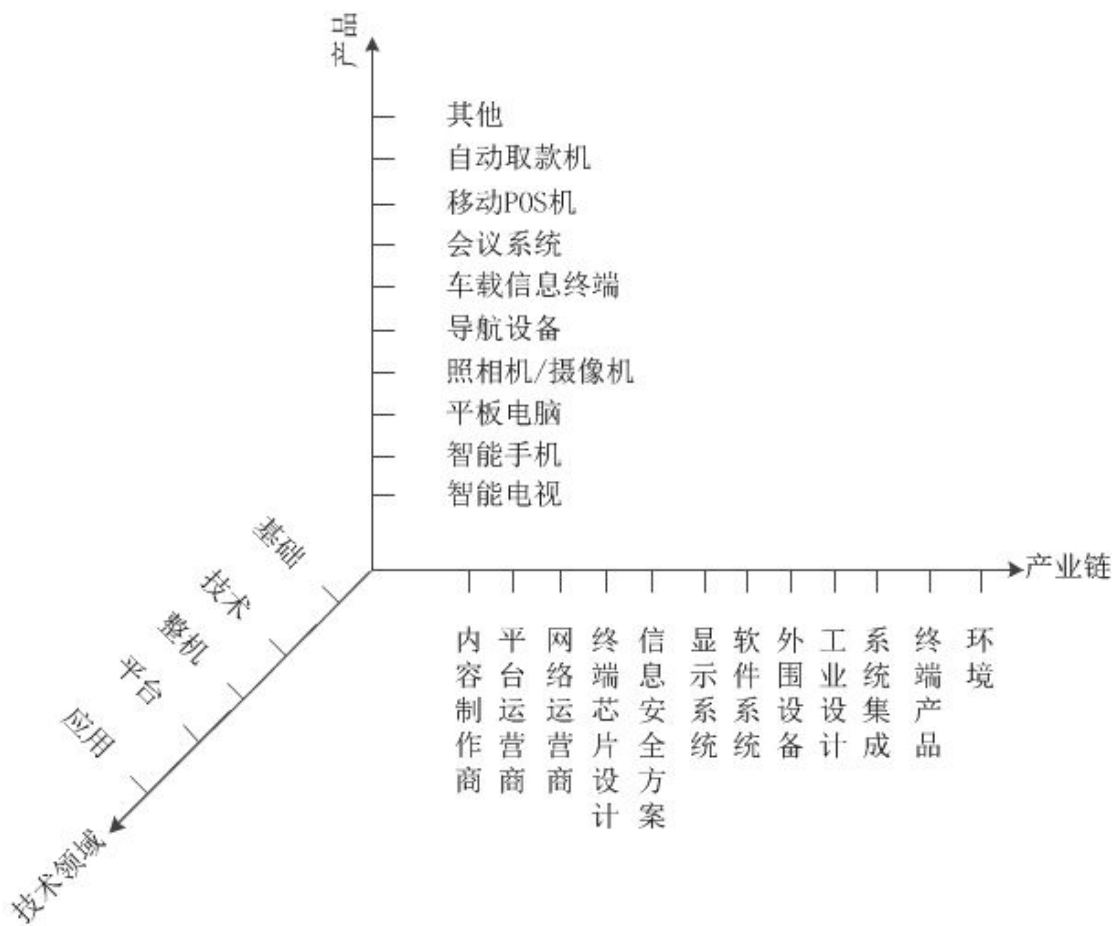 产品
其他
自动取款机
移动POS机
会议系统
车载信息终端
导航设备
照相机/摄像机
平板电脑
智能手机
智能电视
基础
技术
整机
平台
应用
技术领域
产业链
内容制作商
平台运营商
网络运营商
终端芯片设计
信息安全方案
显示系统
软件系统
外围设备
工业设计
系统集成
终端产品
环境